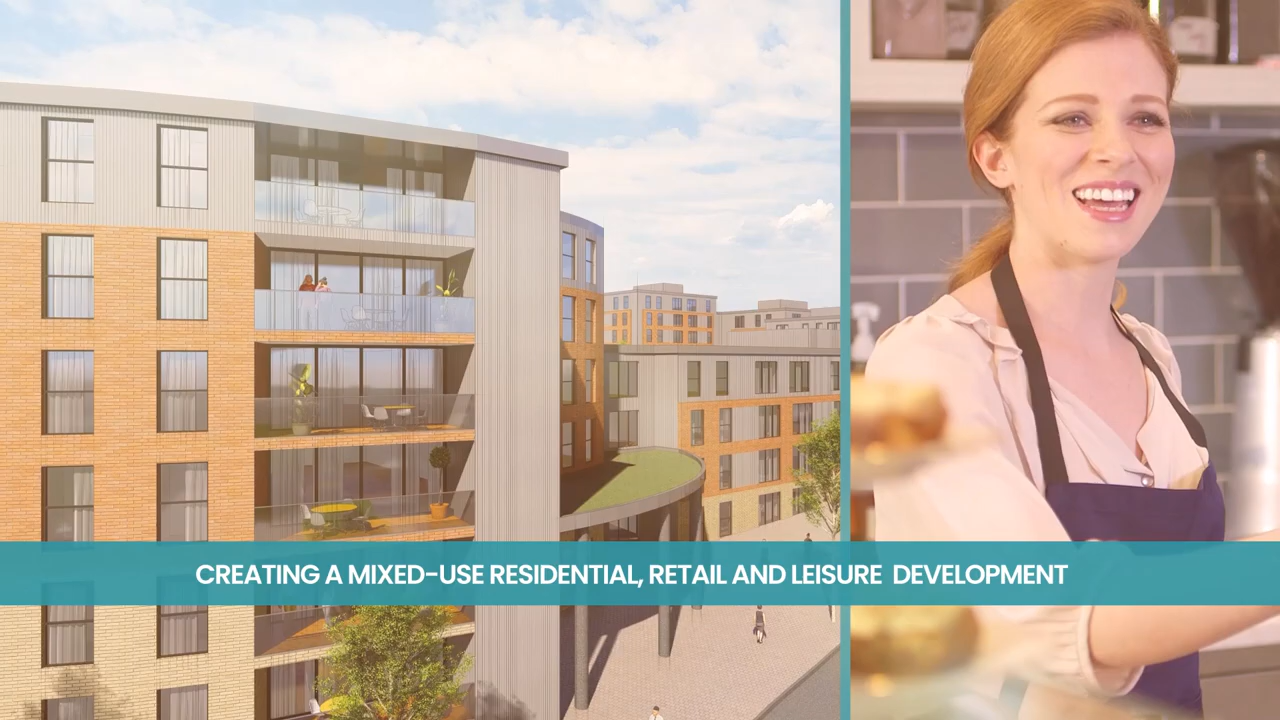 CREATING A MIXED-USE RESIDENTIAL, RETAIL AND LEISURE DEVELOPMENT